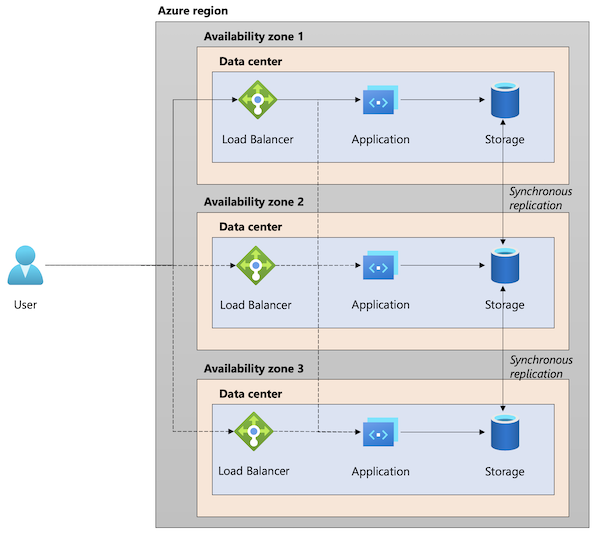 Azure region
Availability zone 1
Data center
Load Balancer
Application
Storage
Synchronous
replication
Availability zone 2
Data center
User
Load Balancer
Application
Storage
Synchronous
replication
Availability zone 3
Data center
Load Balancer
Application
Storage